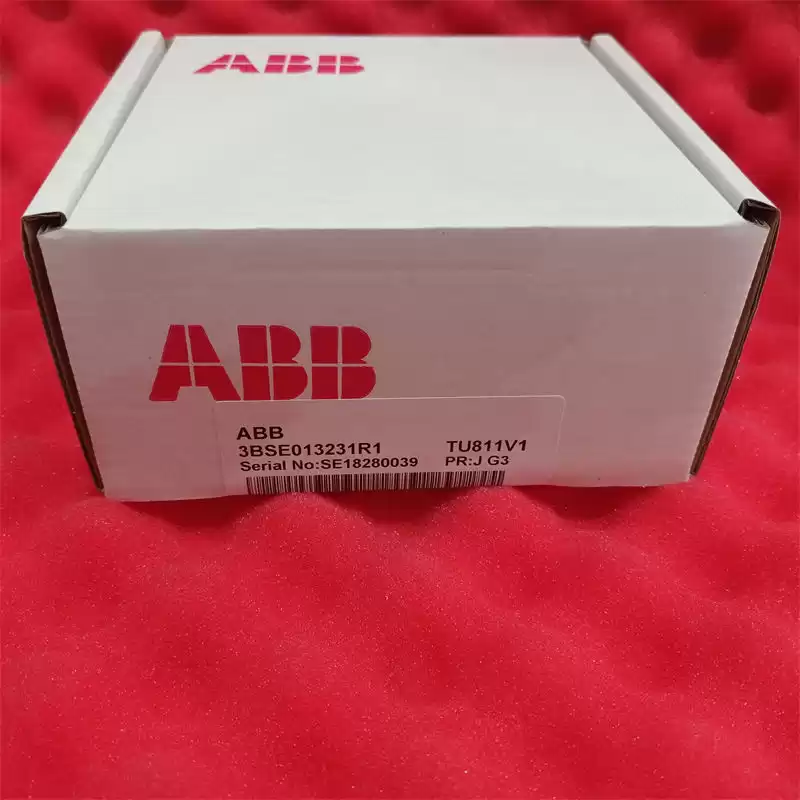 ABB
ABB
ABB
3BSE013231R1 TU811V1
Serial No:SE18280039 PR:J G3